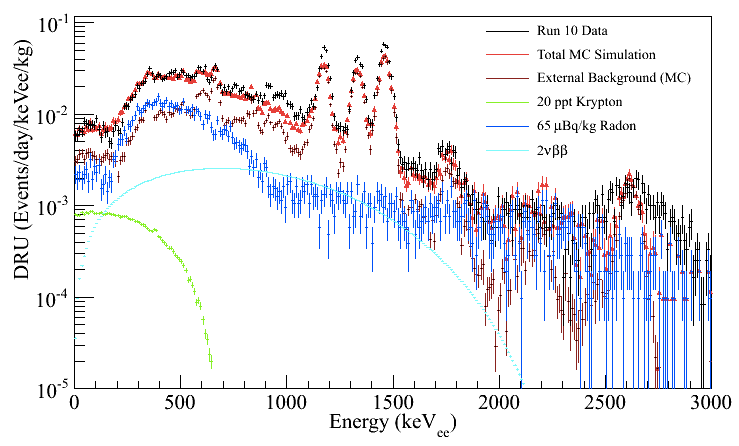 DRU (Events/day/keVee/kg)
10⁻¹
10⁻²
10⁻³
10⁻⁴
10⁻⁵
Run 10 Data
Total MC Simulation
External Background (MC)
20 ppt Krypton
65 μBq/kg Radon
2νββ
0 500 1000 1500 2000 2500 3000
Energy (keVₑₑ)